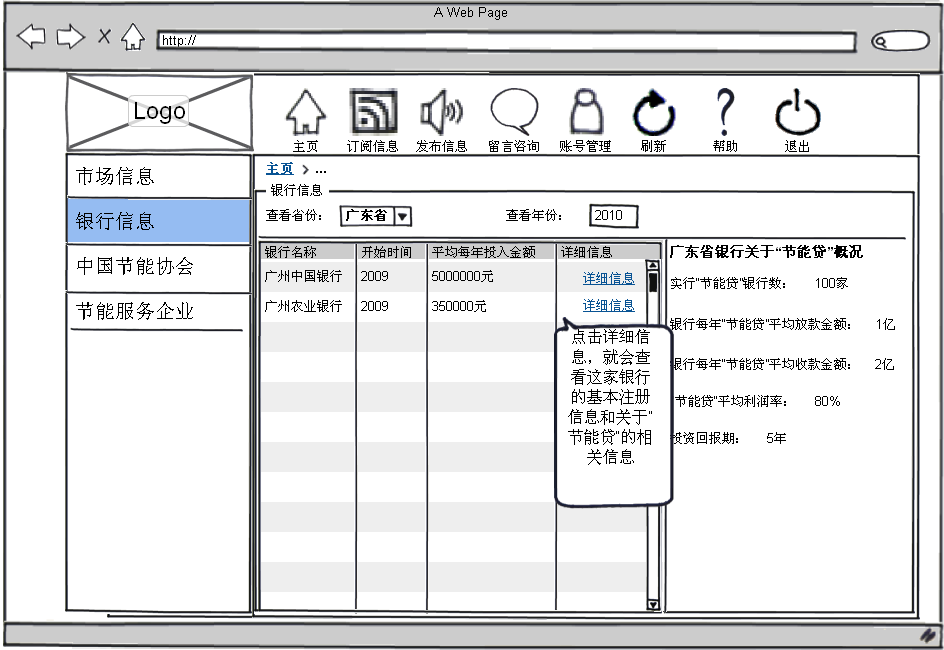 A Web Page
http://
Logo
主页
订阅信息
发布信息
留言咨询
账号管理
刷新
帮助
退出
市场信息
银行信息
中国节能协会
节能服务企业
主页 > ...
银行信息
查看省份：
广东省
查看年份：
2010
银行名称 开始时间 平均每年投入金额 详细信息
广州中国银行 2009 5000000元 详细信息
广州农业银行 2009 350000元 详细信息
点击详细信
息，就会查
看这家银行
的基本注册
信息和关于“
节能贷”的相
关信息
广东省银行关于“节能贷”概况
实行”节能贷”银行数： 100家
银行每年”节能贷”平均放款金额： 1亿
银行每年”节能贷”平均收款金额： 2亿
节能贷”平均利润率： 80%
投资回报期： 5年